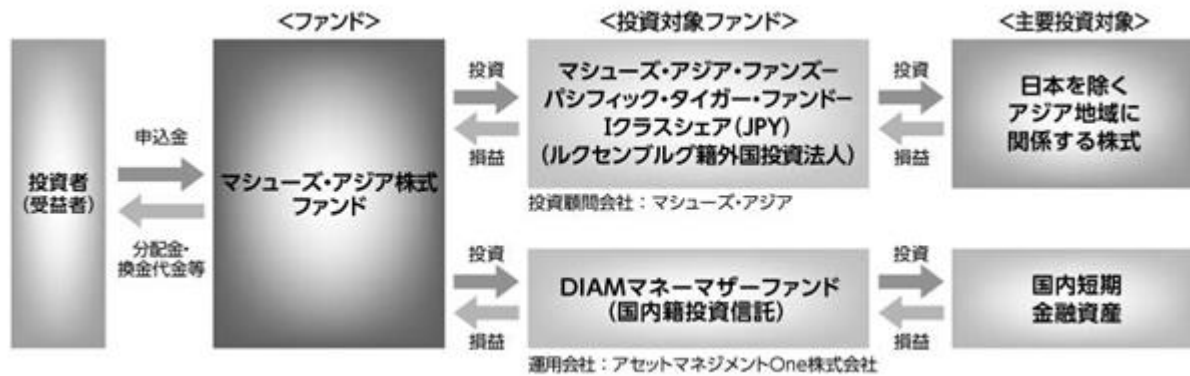 <ファンド>
<投資対象ファンド>
<主要投資対象>
投資者
(受益者)
申込金
分配金・
換金代金等
マシューズ・アジア株式
ファンド
投資
損益
マシューズ・アジア・ファンズー
パシフィック・タイガー・ファンドー
Iクラスシェア(JPY)
(ルクセンブルグ籍外国投資法人)
投資顧問会社:マシューズ・アジア
投資
損益
日本を除く
アジア地域に
関係する株式
投資
損益
DIAMマネーマザーファンド
(国内籍投資信託)
運用会社:アセットマネジメントOne株式会社
投資
損益
国内短期
金融資産